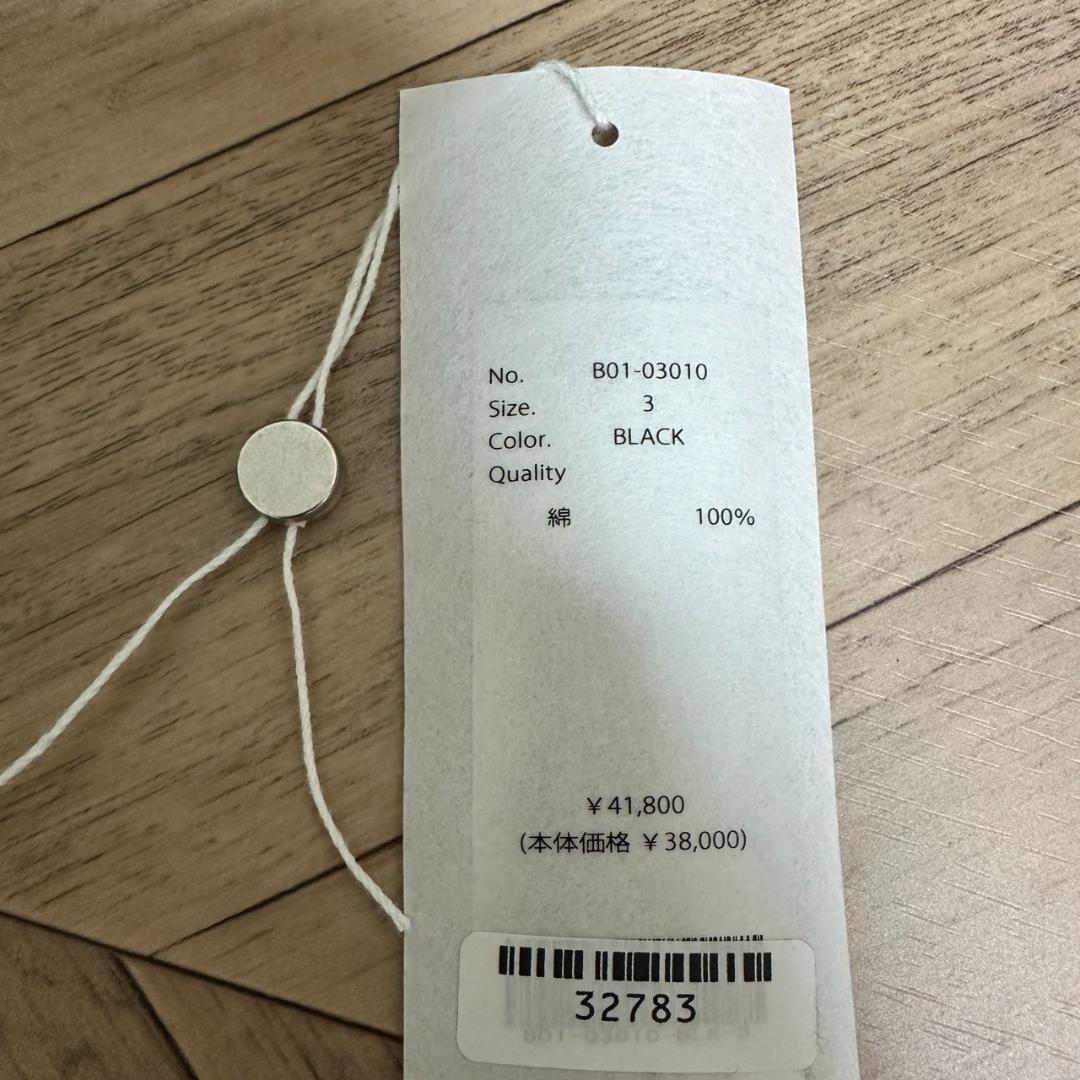 No. B01-03010
Size. 3
Color. BLACK
Quality
綿 100%
¥41,800
(本体価格 ¥38,000)
32783